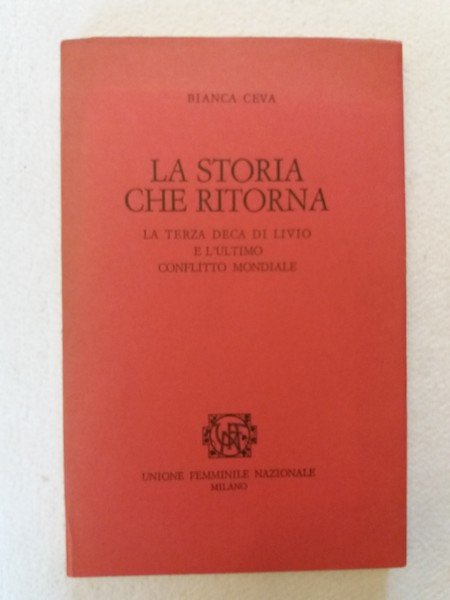 BIANCA CEVA
LA STORIA
CHE RITORNA
LA TERZA DECA DI LIVIO
E L'ULTIMO
CONFLITTO MONDIALE
UNIONE FEMMINILE NAZIONALE
MILANO